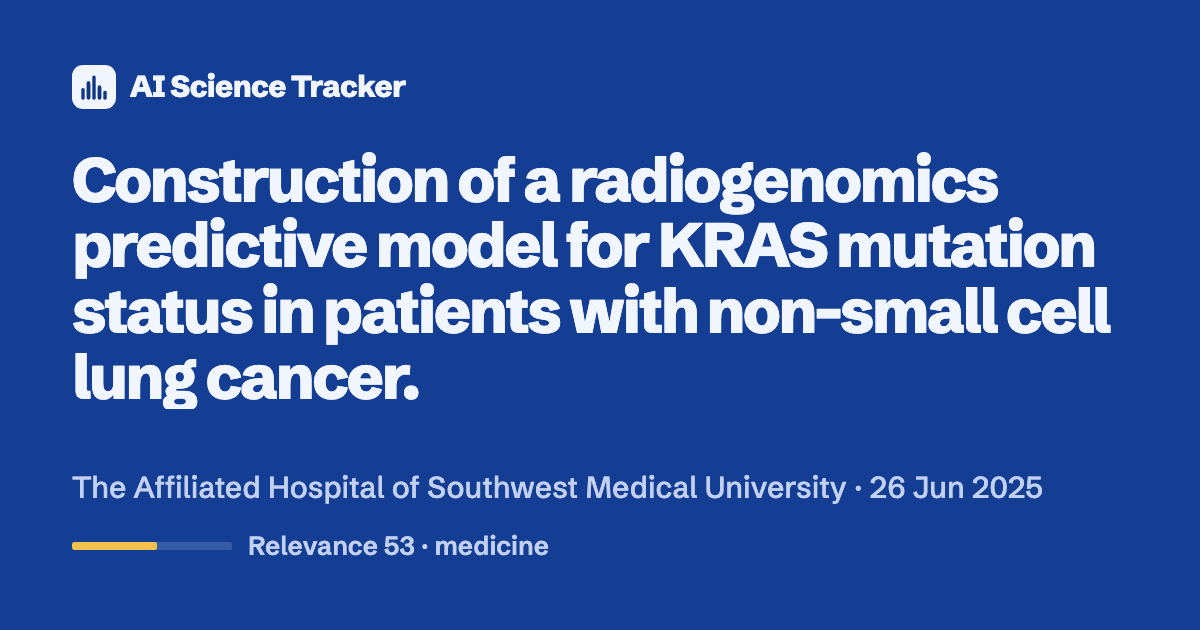 AI Science Tracker
Construction of a radiogenomics
predictive model for KRAS mutation
status in patients with non-small cell
lung cancer.
The Affiliated Hospital of Southwest Medical University · 26 Jun 2025
Relevance 53 · medicine